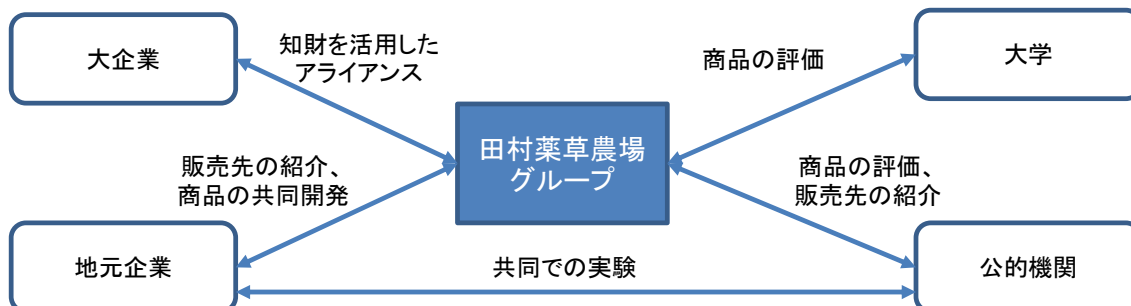 大企業
知財を活用した
アライアンス
商品の評価
大学
田村薬草農場
グループ
販売先の紹介、
商品の共同開発
商品の評価、
販売先の紹介
地元企業
共同での実験
公的機関